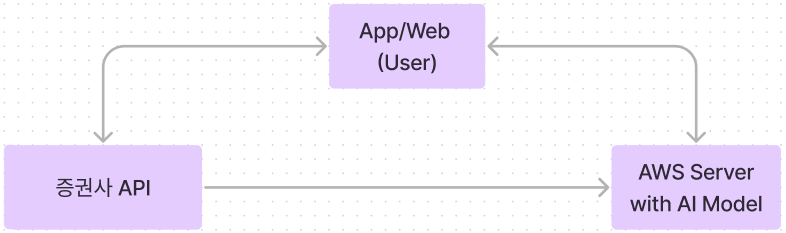 App/Web
(User)
증권사 API
AWS Server
with AI Model